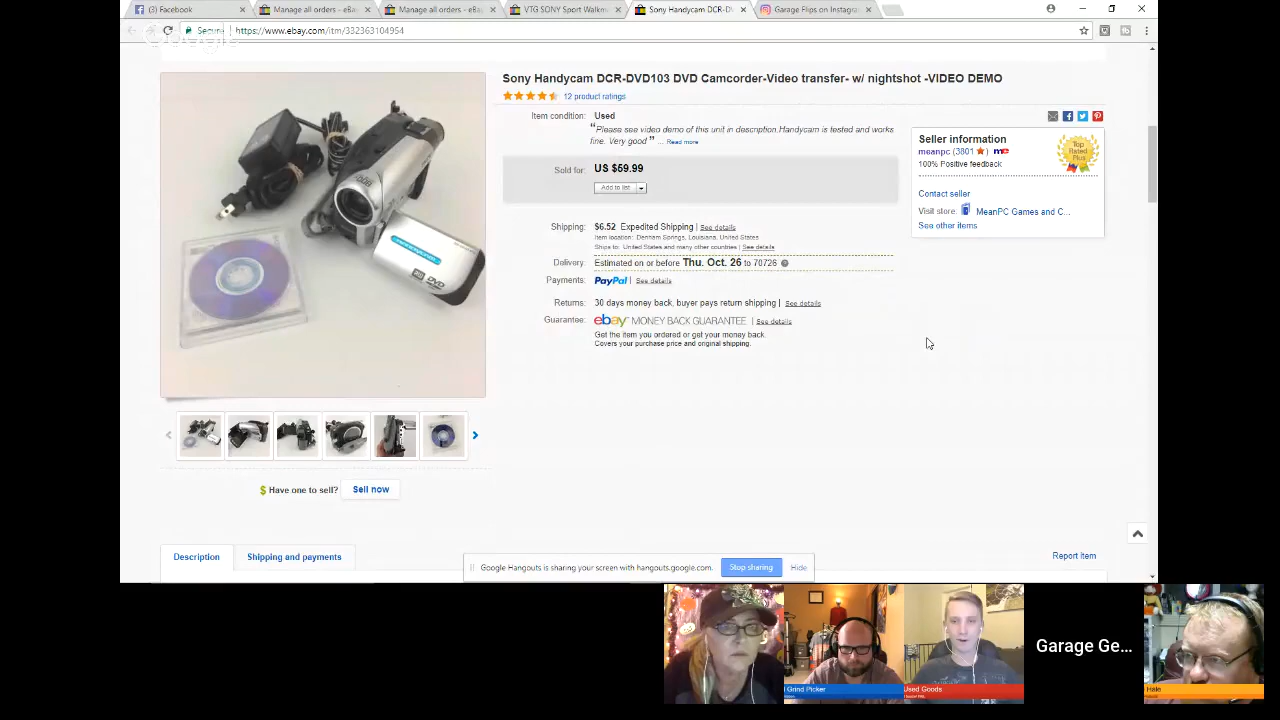 (3) Facebook
Manage all orders - eBa
Manage all orders - eBa
VTG SONY Sport Walkm
Sony Handycam DCR-DV
Garage Flips on Instagra
Secure
https://www.ebay.com/itm/332363104954
Sony Handycam DCR-DVD103 DVD Camcorder-Video transfer- w/ nightshot -VIDEO DEMO
12 product ratings
Item condition: Used
"Please see video demo of this unit in description.Handycam is tested and works
fine. Very good" ... Read more
Sold for: US $59.99
Add to list
Shipping: $6.52 Expedited Shipping | See details
Item location: Denham Springs, Louisiana, United States
Ships to: United States and many other countries | See details
Delivery: Estimated on or before Thu. Oct. 26 to 70726
Payments: PayPal | See details
Returns: 30 days money back, buyer pays return shipping | See details
Guarantee: ebay MONEY BACK GUARANTEE | See details
Get the item you ordered or get your money back.
Covers your purchase price and original shipping.
Seller information
meanpc (3801) me
100% Positive feedback
Top
Rated
Plus
Contact seller
Visit store: MeanPC Games and C...
See other items
DVD
$ Have one to sell? Sell now
Description
Shipping and payments
Report item
Google Hangouts is sharing your screen with hangouts.google.com.
Stop sharing
Hide
Grind Picker
Used Goods
Garage Ge...
Hale